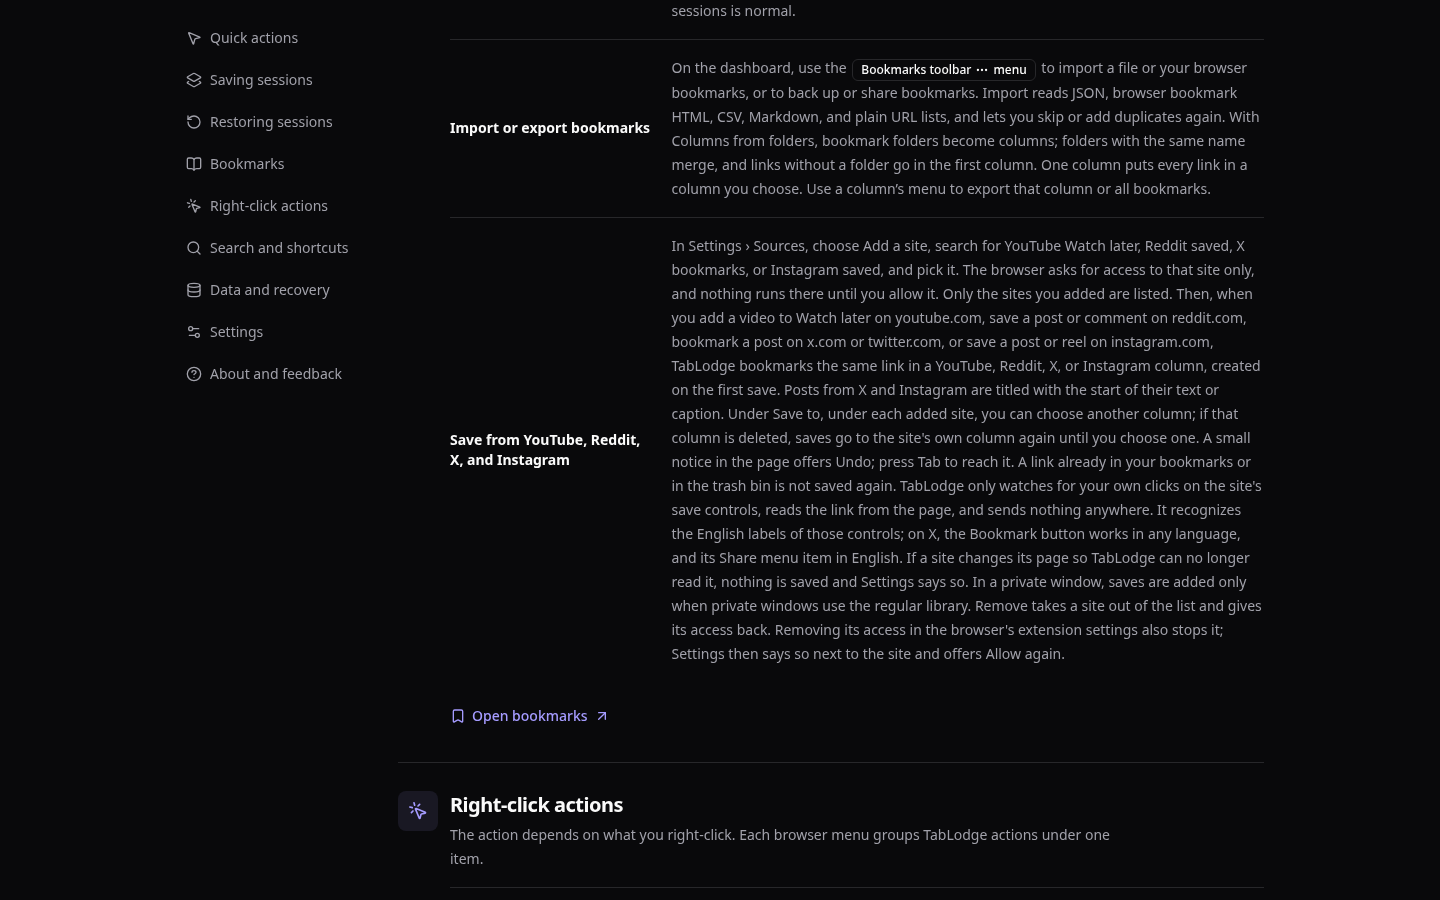 Quick actions
Saving sessions
Restoring sessions
Bookmarks
Right-click actions
Search and shortcuts
Data and recovery
Settings
About and feedback
sessions is normal.
Import or export bookmarks
On the dashboard, use the Bookmarks toolbar ··· menu to import a file or your browser
bookmarks, or to back up or share bookmarks. Import reads JSON, browser bookmark
HTML, CSV, Markdown, and plain URL lists, and lets you skip or add duplicates again. With
Columns from folders, bookmark folders become columns; folders with the same name
merge, and links without a folder go in the first column. One column puts every link in a
column you choose. Use a column’s menu to export that column or all bookmarks.
Save from YouTube, Reddit,
X, and Instagram
In Settings › Sources, choose Add a site, search for YouTube Watch later, Reddit saved, X
bookmarks, or Instagram saved, and pick it. The browser asks for access to that site only,
and nothing runs there until you allow it. Only the sites you added are listed. Then, when
you add a video to Watch later on youtube.com, save a post or comment on reddit.com,
bookmark a post on x.com or twitter.com, or save a post or reel on instagram.com,
TabLodge bookmarks the same link in a YouTube, Reddit, X, or Instagram column, created
on the first save. Posts from X and Instagram are titled with the start of their text or
caption. Under Save to, under each added site, you can choose another column; if that
column is deleted, saves go to the site's own column again until you choose one. A small
notice in the page offers Undo; press Tab to reach it. A link already in your bookmarks or
in the trash bin is not saved again. TabLodge only watches for your own clicks on the site's
save controls, reads the link from the page, and sends nothing anywhere. It recognizes
the English labels of those controls; on X, the Bookmark button works in any language,
and its Share menu item in English. If a site changes its page so TabLodge can no longer
read it, nothing is saved and Settings says so. In a private window, saves are added only
when private windows use the regular library. Remove takes a site out of the list and gives
its access back. Removing its access in the browser's extension settings also stops it;
Settings then says so next to the site and offers Allow again.
Open bookmarks
Right-click actions
The action depends on what you right-click. Each browser menu groups TabLodge actions under one
item.